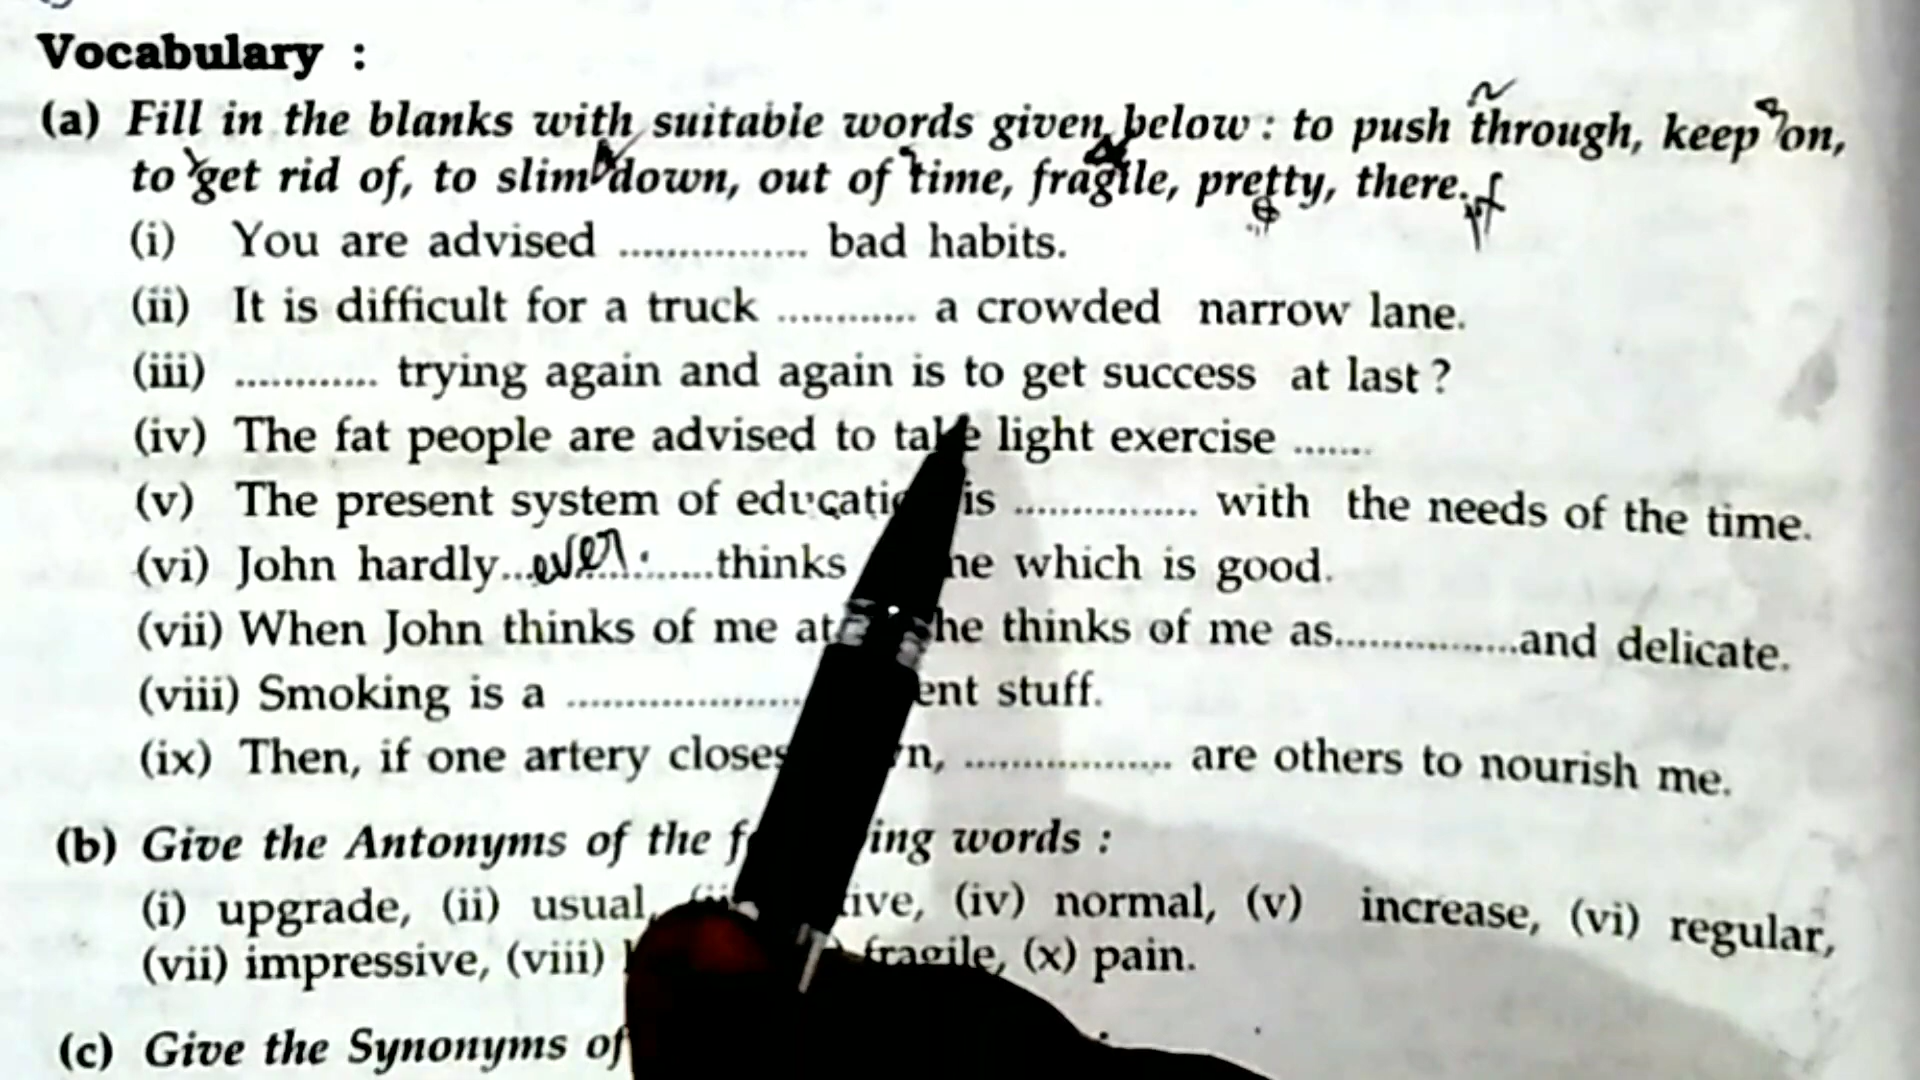 Vocabulary :
(a) Fill in the blanks with suitable words given below : to push through, keep on,
to get rid of, to slim down, out of time, fragile, pretty, there.
(i) You are advised ................ bad habits.
(ii) It is difficult for a truck ............ a crowded narrow lane.
(iii) ............ trying again and again is to get success at last ?
(iv) The fat people are advised to take light exercise .......
(v) The present system of is ................ with the needs of the time.
(vi) John hardly...ever.......thinks which is good.
(vii) When John thinks of me he thinks of me as................and delicate.
(viii) Smoking is a .................... stuff.
(ix) Then, if one artery closes .................. are others to nourish me.
(b) Give the Antonyms of the words :
(i) upgrade, (ii) usual, (iv) normal, (v) increase, (vi) regular,
(vii) impressive, (viii) fragile, (x) pain.
(c) Give the Synonyms of